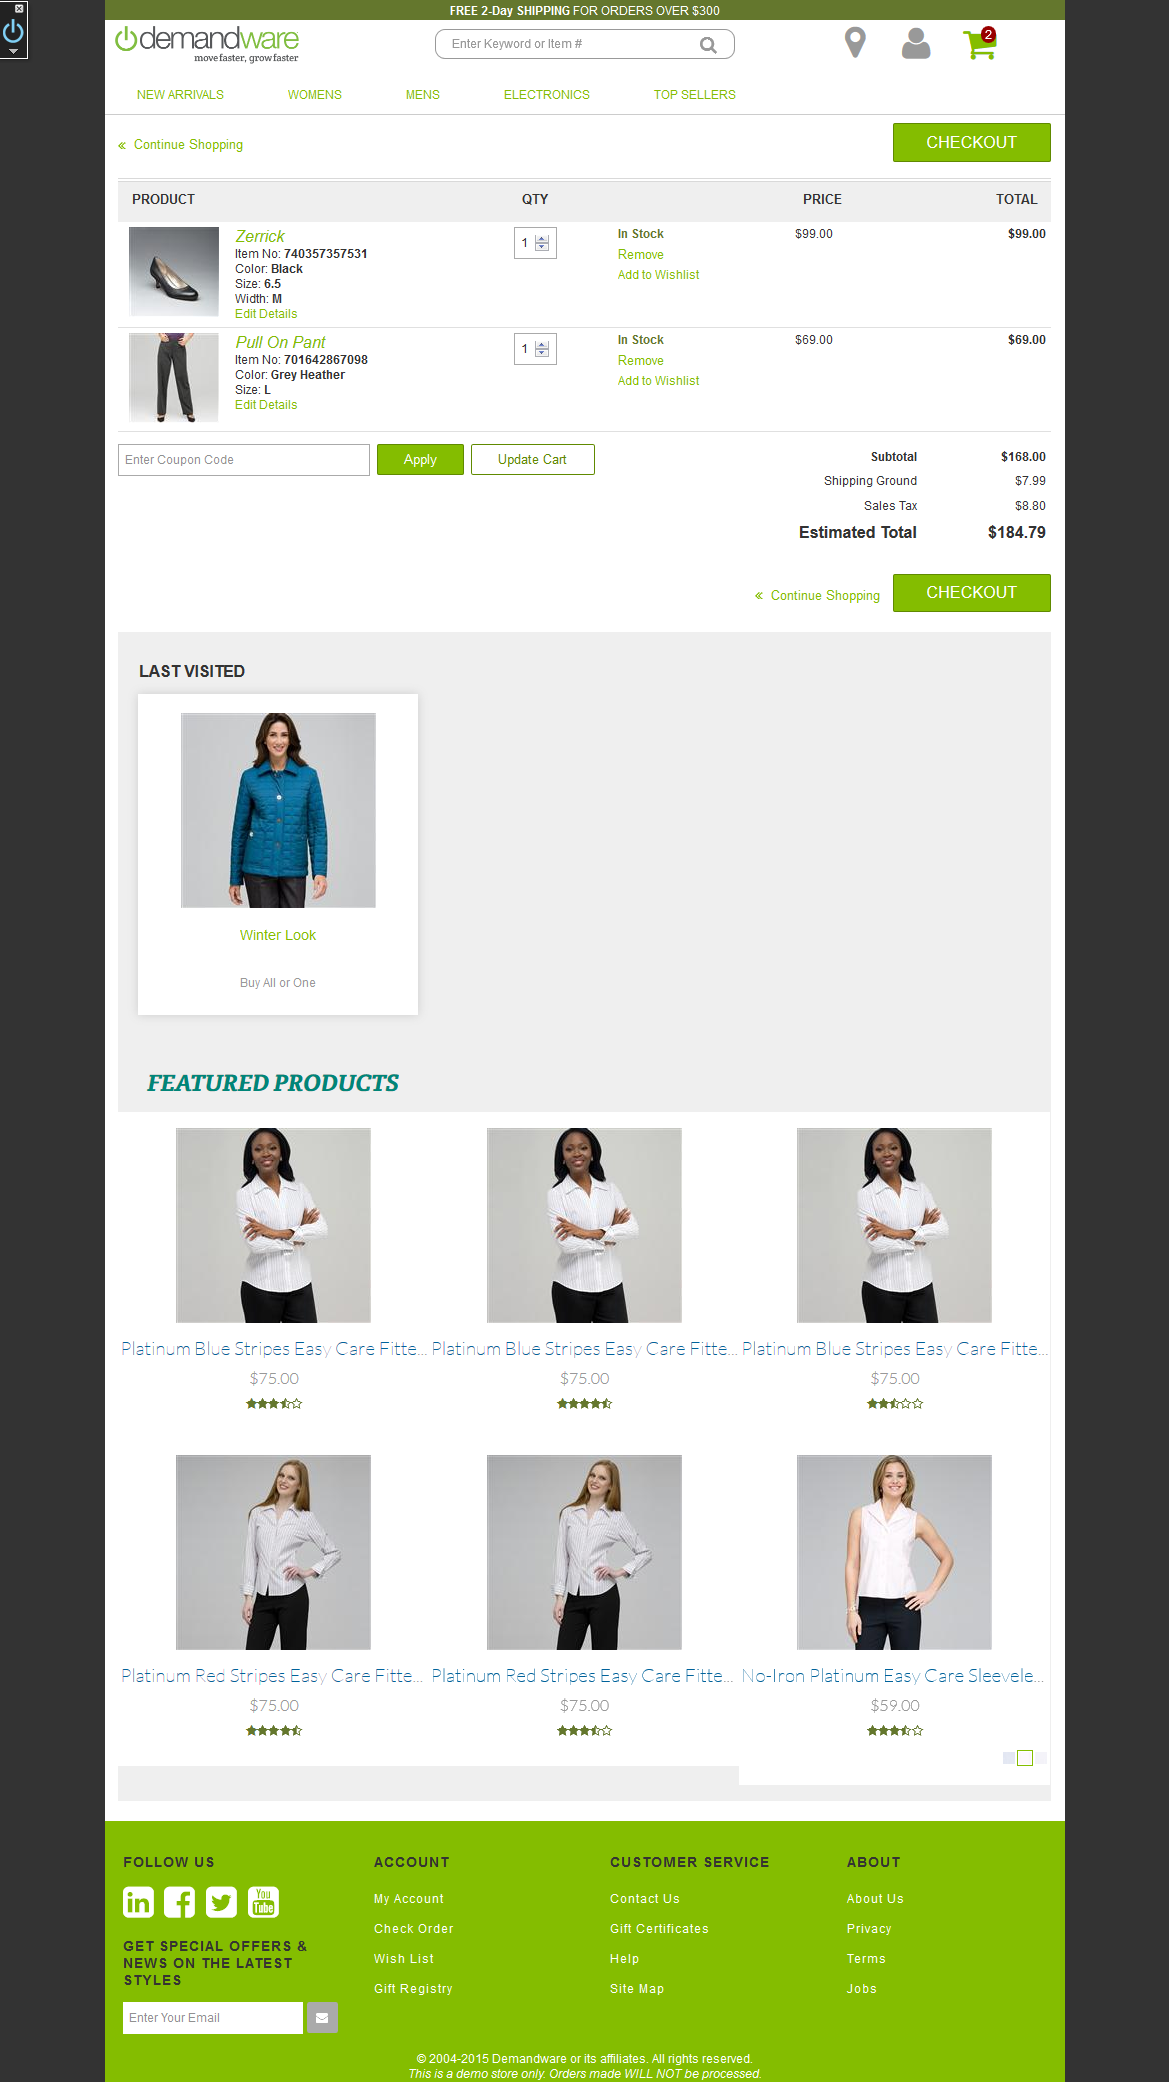 FREE 2-Day SHIPPING FOR ORDERS OVER $300
demandware
move faster, grow faster
Enter Keyword or Item #
2
NEW ARRIVALS WOMENS MENS ELECTRONICS TOP SELLERS
« Continue Shopping CHECKOUT
PRODUCT QTY PRICE TOTAL
Zerrick 1 In Stock $99.00 $99.00
Item No: 740357357531 Remove
Color: Black Add to Wishlist
Size: 6.5
Width: M
Edit Details
Pull On Pant 1 In Stock $69.00 $69.00
Item No: 701642867098 Remove
Color: Grey Heather Add to Wishlist
Size: L
Edit Details
Enter Coupon Code Apply Update Cart
Subtotal $168.00
Shipping Ground $7.99
Sales Tax $8.80
Estimated Total $184.79
« Continue Shopping CHECKOUT
LAST VISITED
Winter Look
Buy All or One
FEATURED PRODUCTS
Platinum Blue Stripes Easy Care Fitte... Platinum Blue Stripes Easy Care Fitte... Platinum Blue Stripes Easy Care Fitte...
$75.00 $75.00 $75.00
Platinum Red Stripes Easy Care Fitte... Platinum Red Stripes Easy Care Fitte... No-Iron Platinum Easy Care Sleevele...
$75.00 $75.00 $59.00
FOLLOW US
You
Tube
GET SPECIAL OFFERS &
NEWS ON THE LATEST
STYLES
Enter Your Email
ACCOUNT
My Account
Check Order
Wish List
Gift Registry
CUSTOMER SERVICE
Contact Us
Gift Certificates
Help
Site Map
ABOUT
About Us
Privacy
Terms
Jobs
© 2004-2015 Demandware or its affiliates. All rights reserved.
This is a demo store only. Orders made WILL NOT be processed.